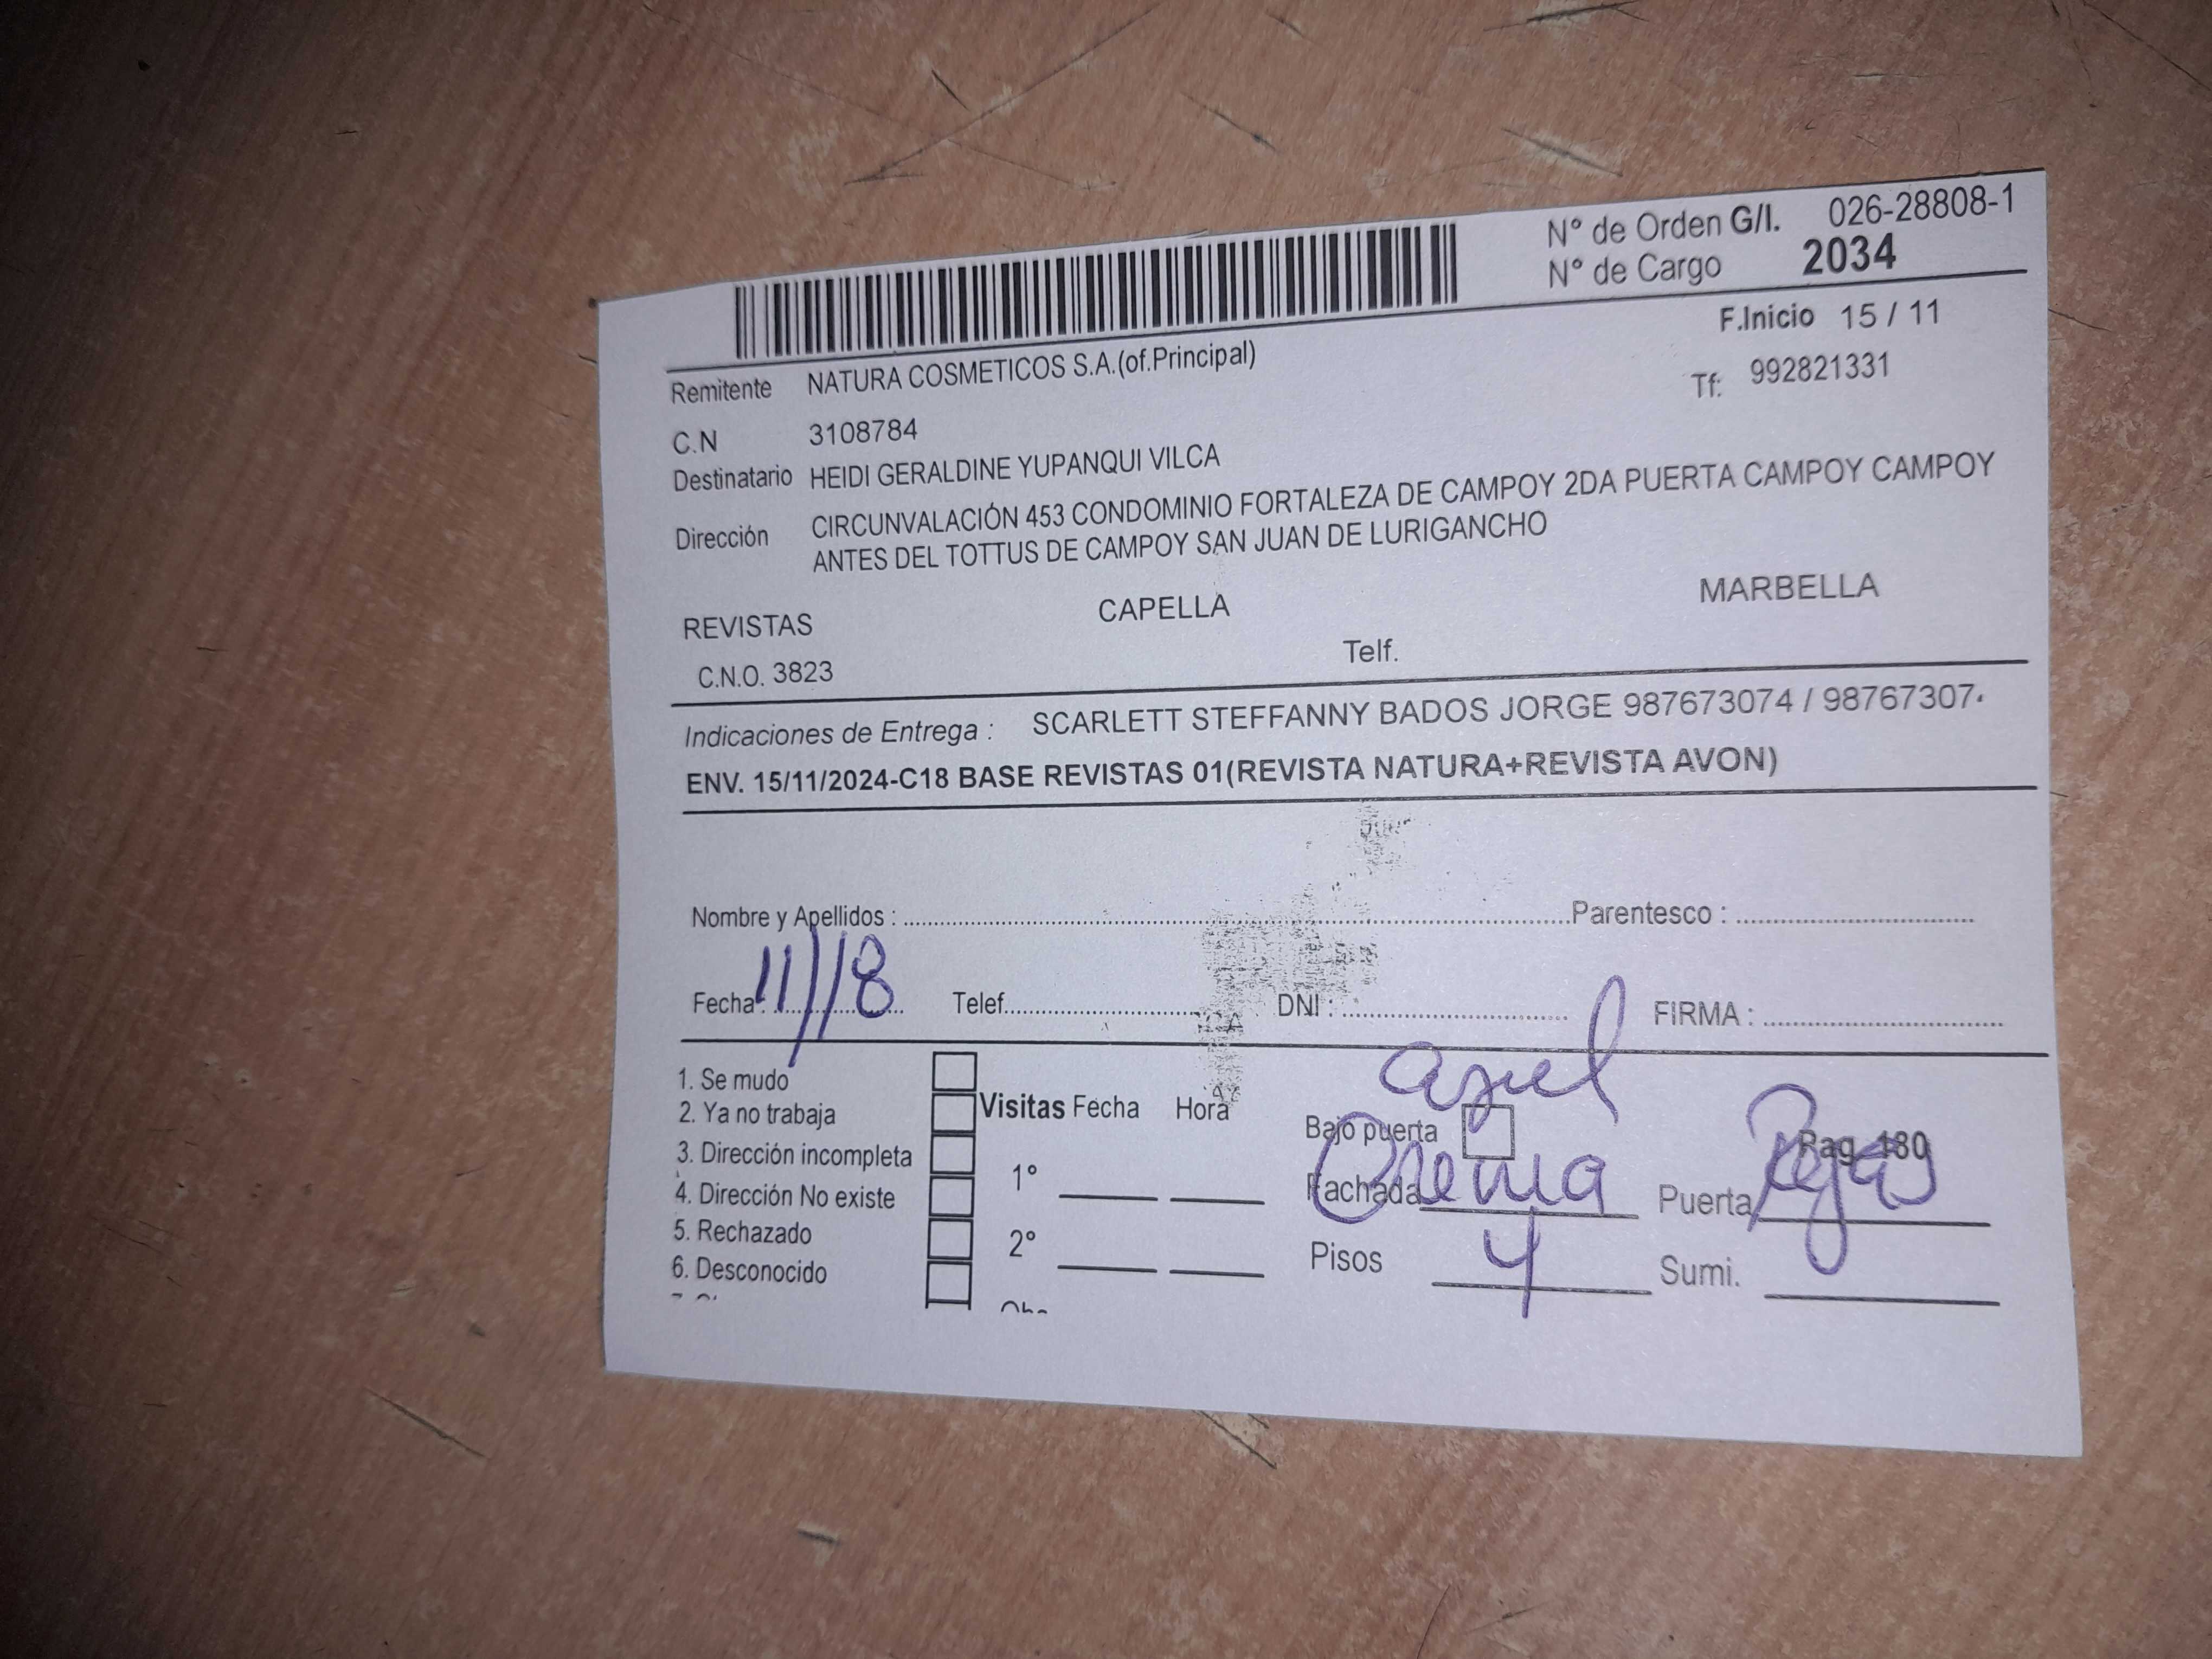 N° de Orden G/I. 026-28808-1
N° de Cargo 2034
F.Inicio 15 / 11
Remitente NATURA COSMETICOS S.A.(of.Principal)
Tf: 992821331
C.N 3108784
Destinatario HEIDI GERALDINE YUPANQUI VILCA
Dirección CIRCUNVALACIÓN 453 CONDOMINIO FORTALEZA DE CAMPOY 2DA PUERTA CAMPOY CAMPOY
ANTES DEL TOTTUS DE CAMPOY SAN JUAN DE LURIGANCHO
REVISTAS CAPELLA MARBELLA
C.N.O. 3823 Telf.
Indicaciones de Entrega : SCARLETT STEFFANNY BADOS JORGE 987673074 / 98767307
ENV. 15/11/2024-C18 BASE REVISTAS 01(REVISTA NATURA+REVISTA AVON)
Nombre y Apellidos : Parentesco :
Fecha : 11/18 Telef. DNI : FIRMA :
azul
1. Se mudo
2. Ya no trabaja
Visitas Fecha Hora
Bajo puerta
Pag. 180
3. Dirección incompleta
1°
4. Dirección No existe
Fachada Crema Puerta Rejas
5. Rechazado
2°
Pisos 4 Sumi.
6. Desconocido